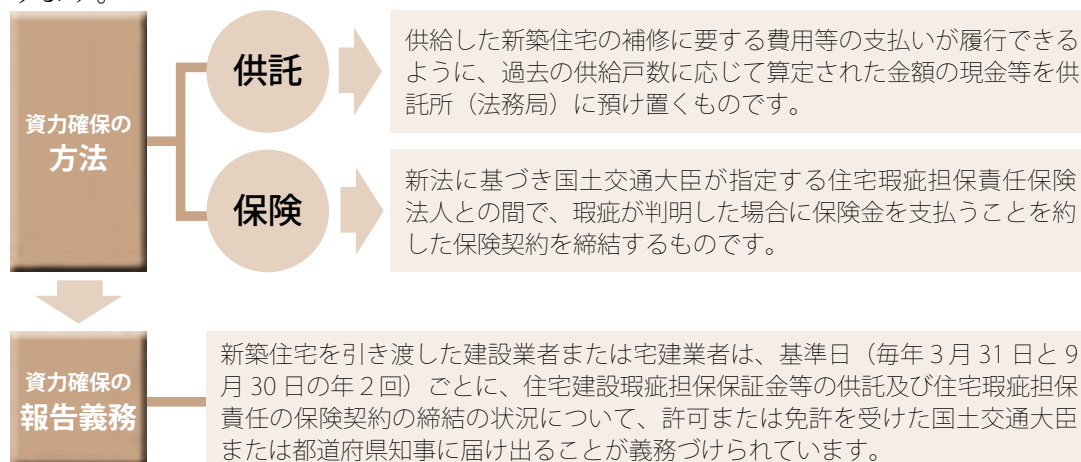 します。
資力確保の
方法
供託
供給した新築住宅の補修に要する費用等の支払いが履行できる
ように、過去の供給戸数に応じて算定された金額の現金等を供
託所（法務局）に預け置くものです。
保険
新法に基づき国土交通大臣が指定する住宅瑕疵担保責任保険
法人との間で、瑕疵が判明した場合に保険金を支払うことを約
した保険契約を締結するものです。
資力確保の
報告義務
新築住宅を引き渡した建設業者または宅建業者は、基準日（毎年３月 31 日と９
月 30 日の年２回）ごとに、住宅建設瑕疵担保保証金等の供託及び住宅瑕疵担保
責任の保険契約の締結の状況について、許可または免許を受けた国土交通大臣
または都道府県知事に届け出ることが義務づけられています。